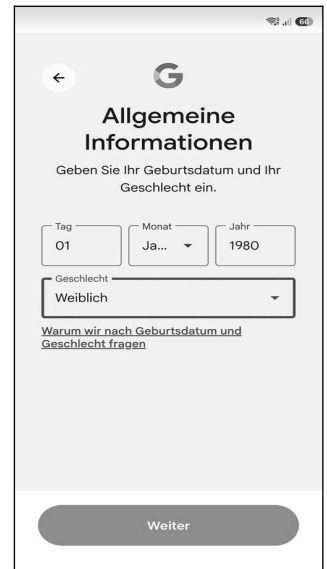 66
G
Allgemeine
Informationen
Geben Sie Ihr Geburtsdatum und Ihr
Geschlecht ein.
Tag Monat Jahr
01 Ja... 1980
Geschlecht
Weiblich
Warum wir nach Geburtsdatum und
Geschlecht fragen
Weiter